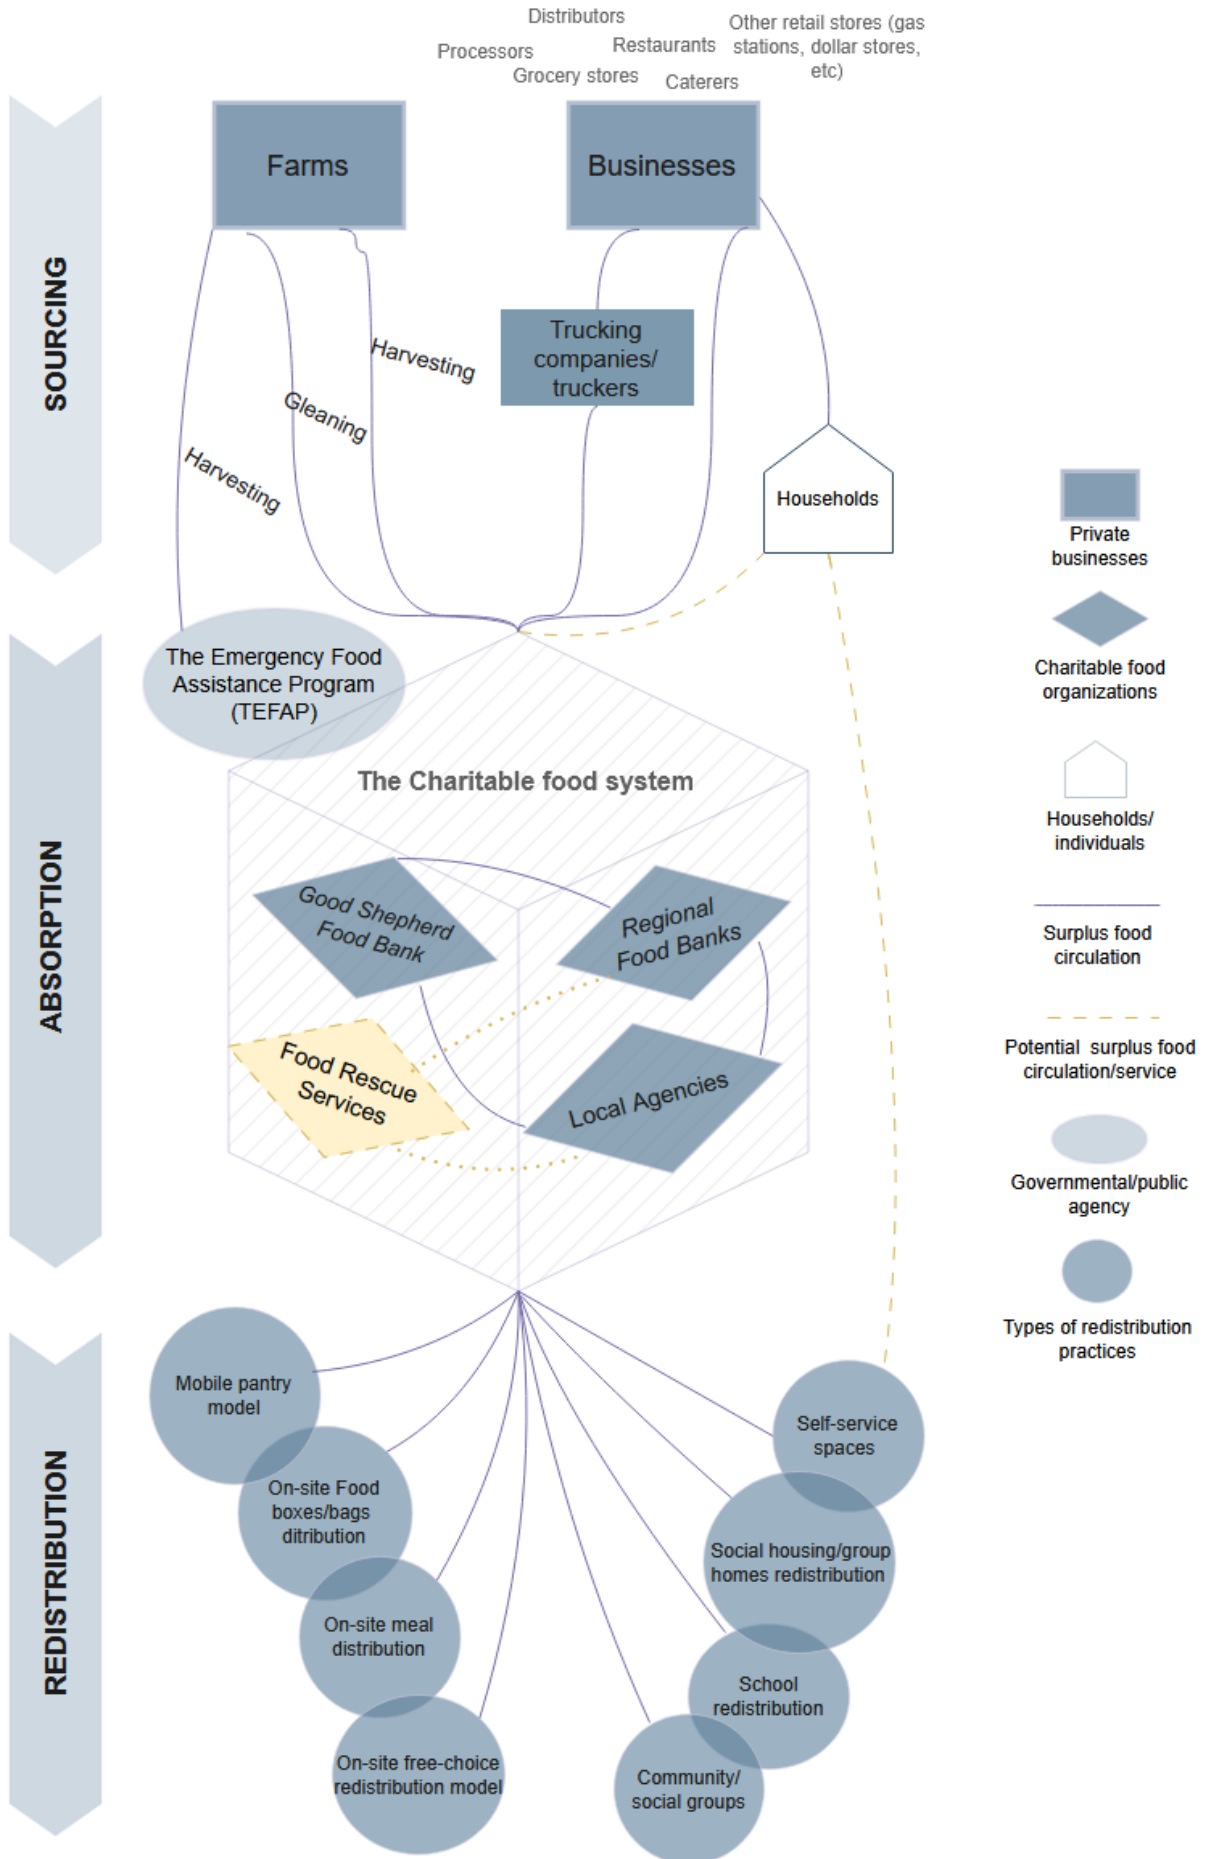 Distributors
Processors
Restaurants
Grocery stores
Caterers
Other retail stores (gas
stations, dollar stores,
etc)
SOURCING
Farms
Businesses
Trucking
companies/
truckers
Harvesting
Gleaning
Harvesting
Households
ABSORPTION
The Emergency Food
Assistance Program
(TEFAP)
The Charitable food system
Good Shepherd
Food Bank
Regional
Food Banks
Food Rescue
Services
Local Agencies
REDISTRIBUTION
Mobile pantry
model
On-site Food
boxes/bags
ditribution
On-site meal
distribution
On-site free-choice
redistribution model
Self-service
spaces
Social housing/group
homes redistribution
School
redistribution
Community/
social groups
Private
businesses
Charitable food
organizations
Households/
individuals
Surplus food
circulation
Potential surplus food
circulation/service
Governmental/public
agency
Types of redistribution
practices